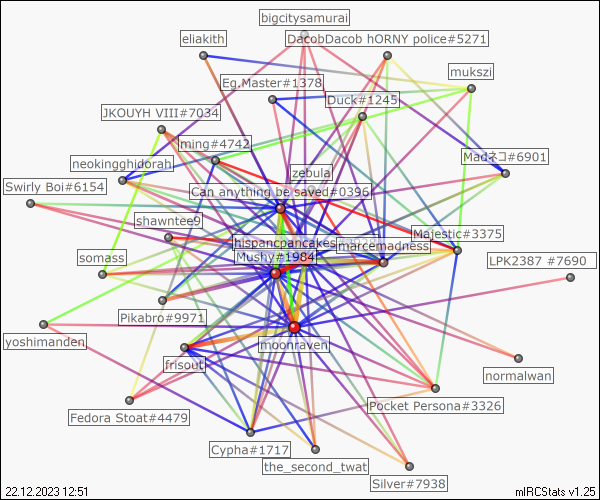 bigcitysamurai
eliakith
DacobDacob hORNY police#5271
mukszi
Eg.Master#1378
Duck#1245
JKOUYH VIII#7034
ming#4742
Madネコ#6901
neokingghidorah
zebula
Swirly Boi#6154
Can anything be saved#0396
shawntee9
Majestic#3375
hispancpancakes
marcemadness
somass
Mushy#1984
LPK2387 #7690
Pikabro#9971
yoshimanden
moonraven
frisout
normalwan
Pocket Persona#3326
Fedora Stoat#4479
Cypha#1717
the_second_twat
Silver#7938
22.12.2023 12:51
mIRCStats v1.25